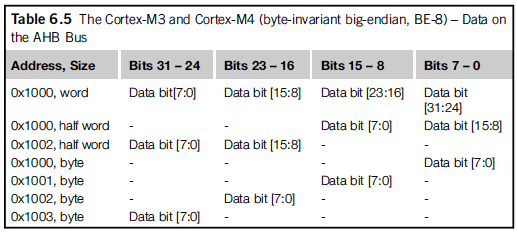 Table 6.5 The Cortex-M3 and Cortex-M4 (byte-invariant big-endian, BE-8) – Data on
the AHB Bus
Address, Size Bits 31 – 24 Bits 23 – 16 Bits 15 – 8 Bits 7 – 0
0x1000, word Data bit[7:0] Data bit [15:8] Data bit [23:16] Data bit
[31:24]
0x1000, half word - - Data bit [7:0] Data bit [15:8]
0x1002, half word Data bit [7:0] Data bit [15:8] - -
0x1000, byte - - - Data bit [7:0]
0x1001, byte - - Data bit [7:0] -
0x1002, byte - Data bit [7:0] - -
0x1003, byte Data bit [7:0] - - -